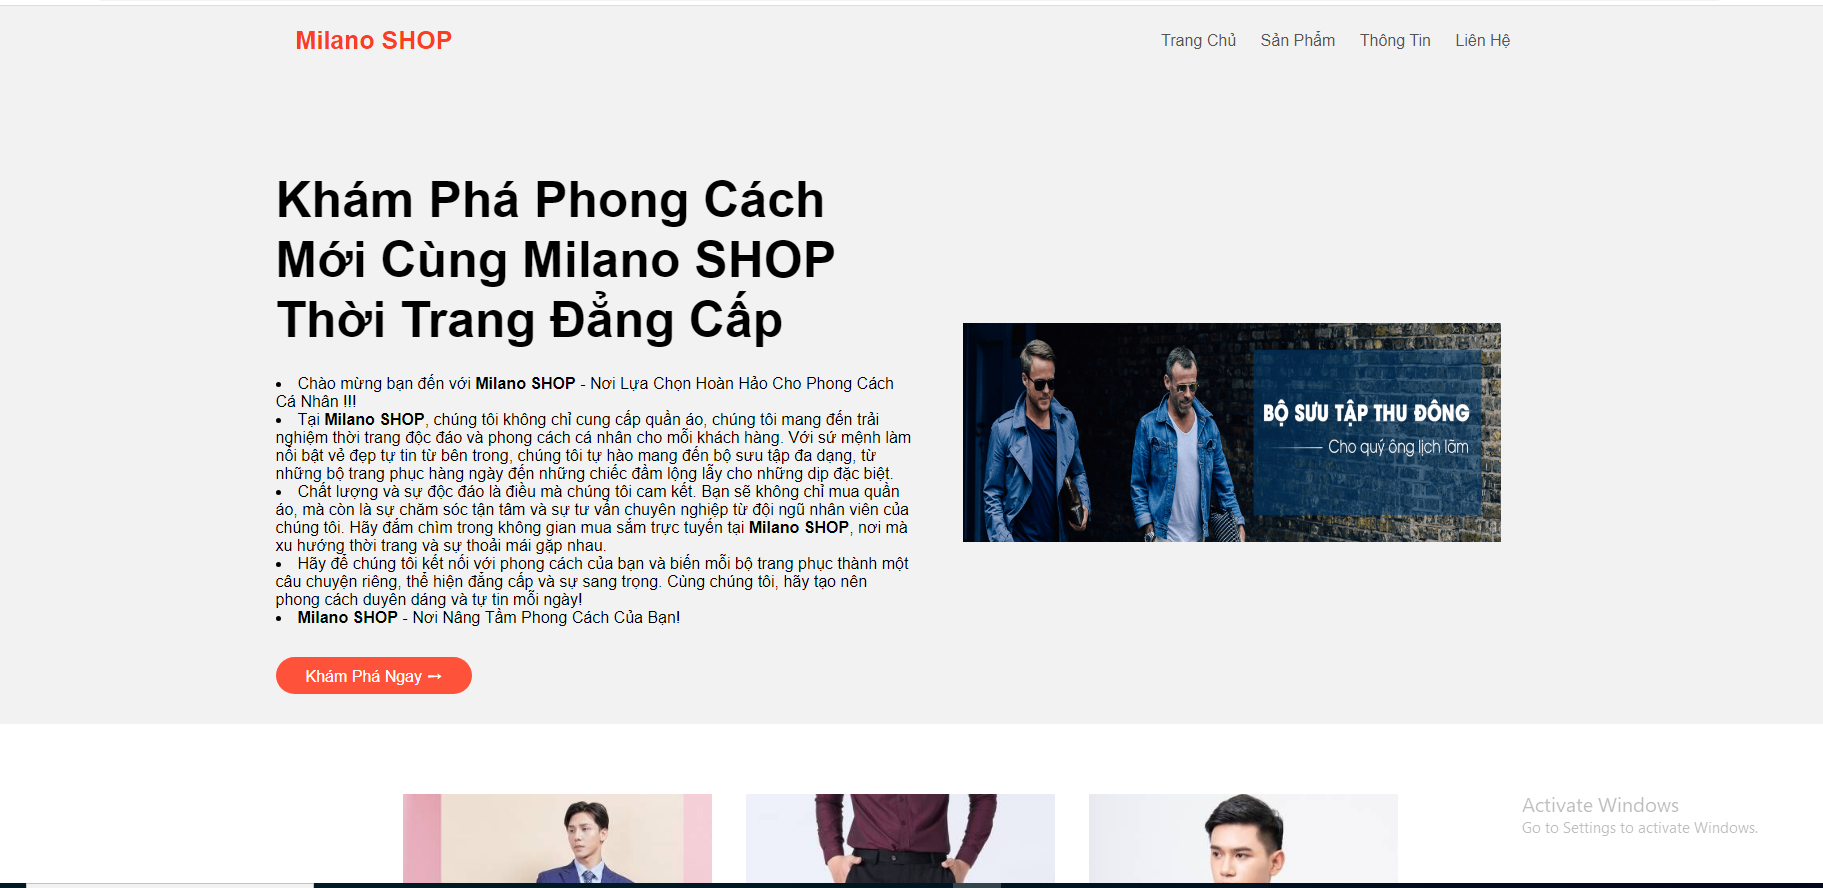 Milano SHOP
Trang Chủ Sản Phẩm Thông Tin Liên Hệ
Khám Phá Phong Cách
Mới Cùng Milano SHOP
Thời Trang Đẳng Cấp
• Chào mừng bạn đến với Milano SHOP - Nơi Lựa Chọn Hoàn Hảo Cho Phong Cách
Cá Nhân !!!
• Tại Milano SHOP, chúng tôi không chỉ cung cấp quần áo, chúng tôi mang đến trải
nghiệm thời trang độc đáo và phong cách cá nhân cho mỗi khách hàng. Với sứ mệnh làm
nổi bật vẻ đẹp tự tin từ bên trong, chúng tôi tự hào mang đến bộ sưu tập đa dạng, từ
những bộ trang phục hàng ngày đến những chiếc đầm lộng lẫy cho những dịp đặc biệt.
• Chất lượng và sự độc đáo là điều mà chúng tôi cam kết. Bạn sẽ không chỉ mua quần
áo, mà còn là sự chăm sóc tận tâm và sự tư vấn chuyên nghiệp từ đội ngũ nhân viên của
chúng tôi. Hãy đắm chìm trong không gian mua sắm trực tuyến tại Milano SHOP, nơi mà
xu hướng thời trang và sự thoải mái gặp nhau.
• Hãy để chúng tôi kết nối với phong cách của bạn và biến mỗi bộ trang phục thành một
câu chuyện riêng, thể hiện đẳng cấp và sự sang trọng. Cùng chúng tôi, hãy tạo nên
phong cách duyên dáng và tự tin mỗi ngày!
• Milano SHOP - Nơi Nâng Tầm Phong Cách Của Bạn!
Khám Phá Ngay ↔
BỘ SƯU TẬP THU ĐÔNG
Cho quý ông lịch lãm
Activate Windows
Go to Settings to activate Windows.